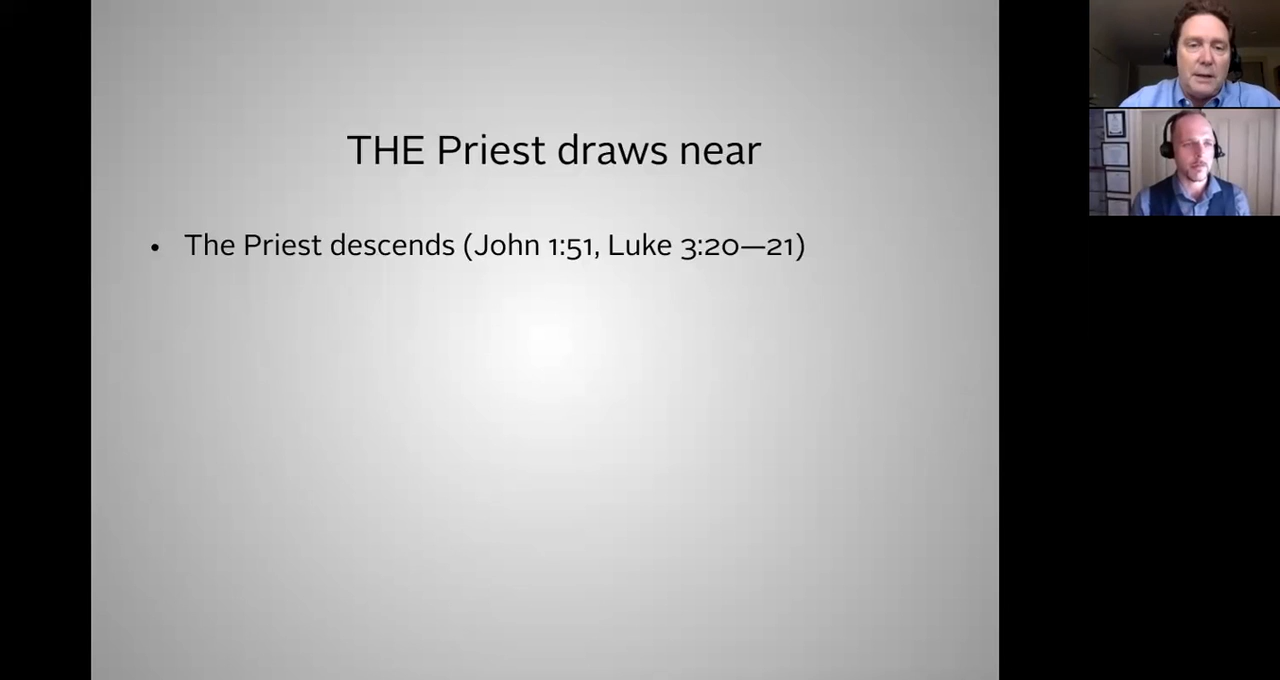 THE Priest draws near
• The Priest descends (John 1:51, Luke 3:20—21)